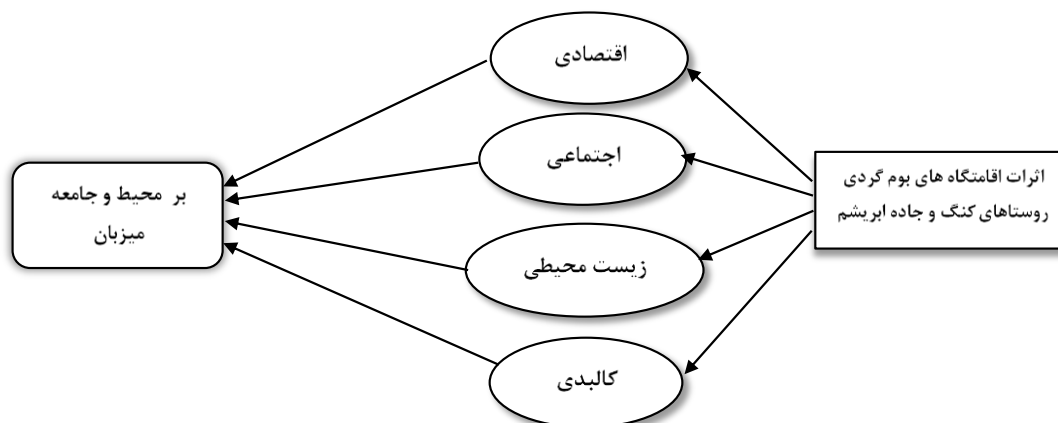 اثرات اقامتگاه های بوم گردی
روستاهای کنگ و جاده ابریشم
اقتصادی
اجتماعی
زیست محیطی
کالبدی
بر محیط و جامعه
میزبان